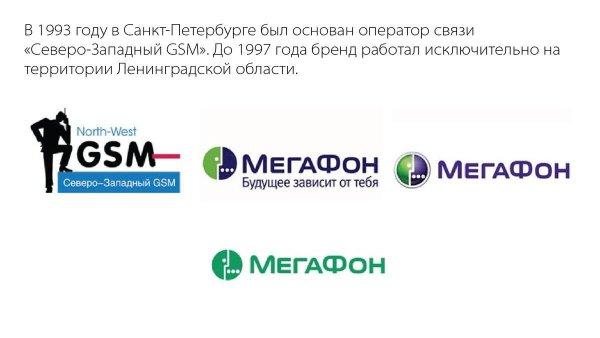 В 1993 году в Санкт-Петербурге был основан оператор связи
«Северо-Западный GSM». До 1997 года бренд работал исключительно на
территории Ленинградской области.
North-West
GSM
Северо-Западный GSM
МегаФон
Будущее зависит от тебя
МегаФон
МегаФон